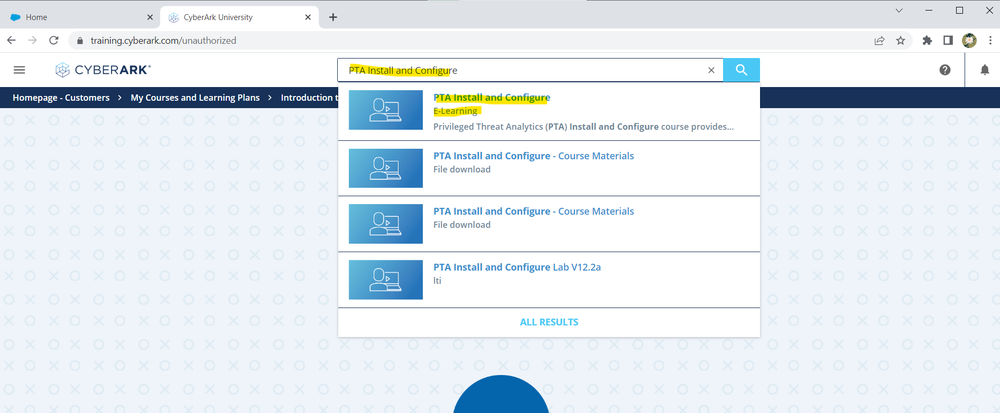 Home
CyberArk University
training.cyberark.com/unauthorized
CYBERARK®
PTA Install and Configure
Homepage - Customers > My Courses and Learning Plans > Introduction t
PTA Install and Configure
E-Learning
Privileged Threat Analytics (PTA) Install and Configure course provides...
PTA Install and Configure - Course Materials
File download
PTA Install and Configure - Course Materials
File download
PTA Install and Configure Lab V12.2a
lti
ALL RESULTS